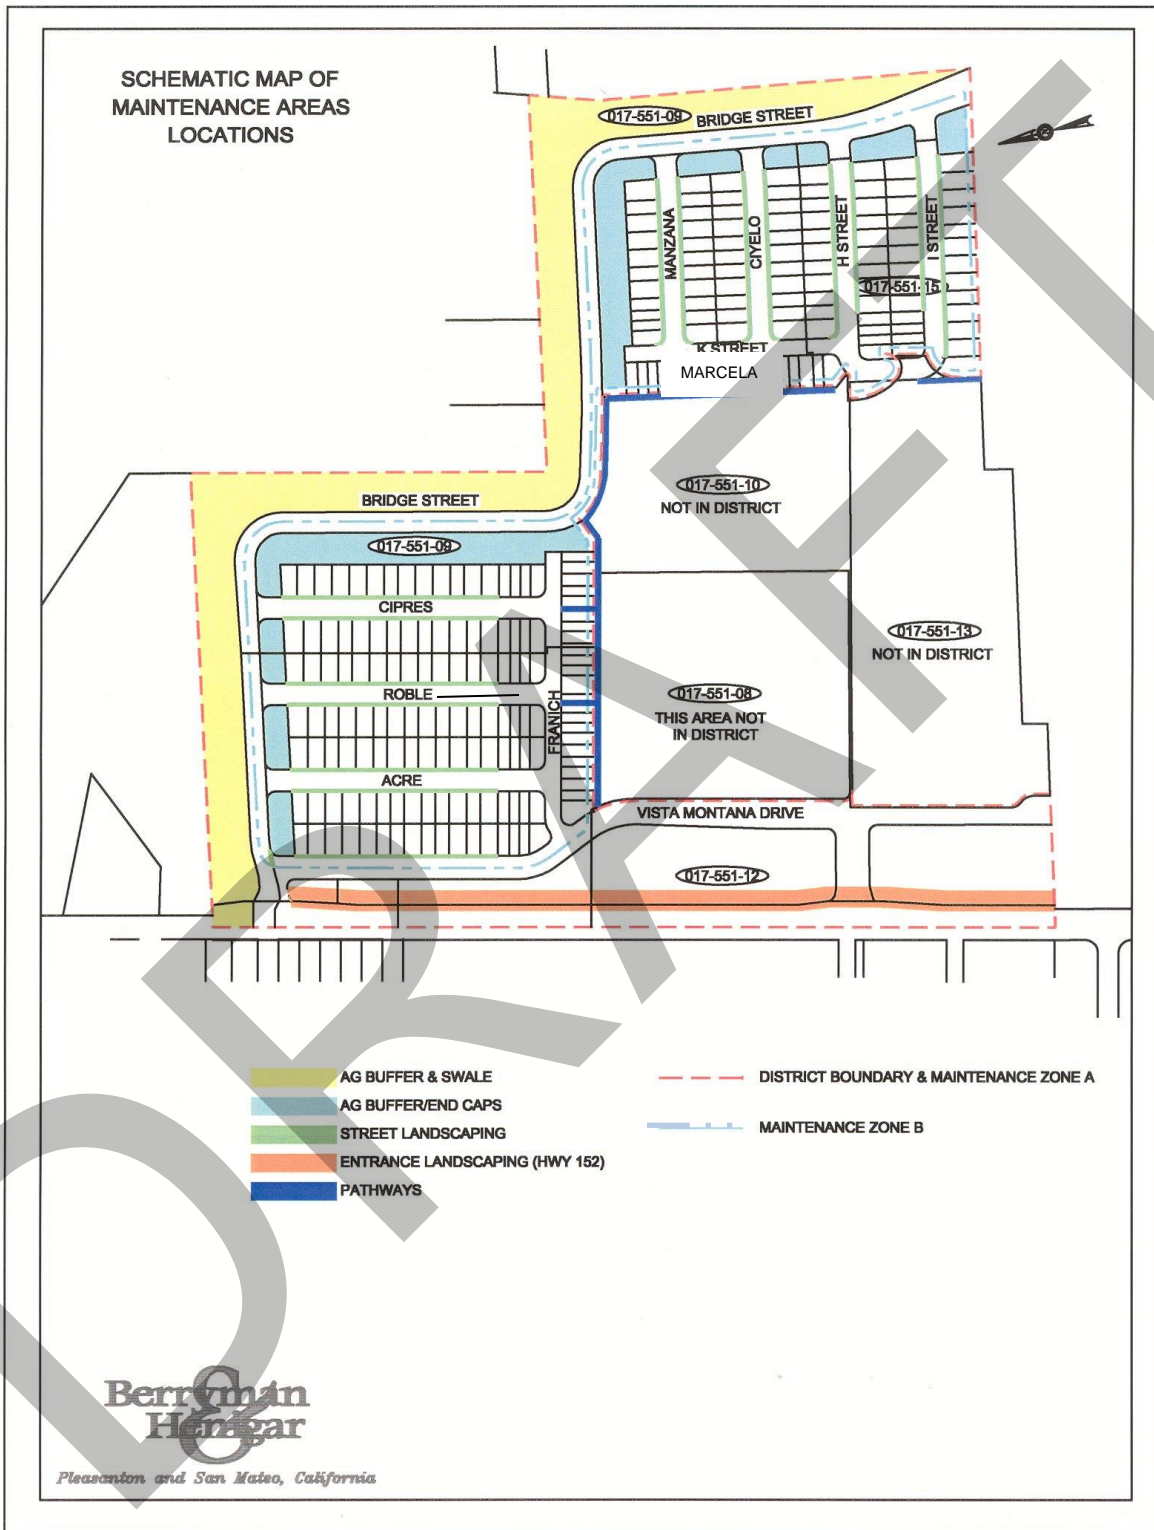 SCHEMATIC MAP OF
MAINTENANCE AREAS
LOCATIONS
017-551-09
BRIDGE STREET
MANZANA
CIYELO
H STREET
I STREET
017-551-15
K STREET
MARCELA
017-551-10
NOT IN DISTRICT
BRIDGE STREET
017-551-09
CIPRES
ROBLE
FRANICH
ACRE
017-551-13
NOT IN DISTRICT
017-551-08
THIS AREA NOT
IN DISTRICT
VISTA MONTANA DRIVE
017-551-12
AG BUFFER & SWALE
AG BUFFER/END CAPS
STREET LANDSCAPING
ENTRANCE LANDSCAPING (HWY 152)
PATHWAYS
DISTRICT BOUNDARY & MAINTENANCE ZONE A
MAINTENANCE ZONE B
DRAFT
Berryman
&
Henigar
Pleasanton and San Mateo, California